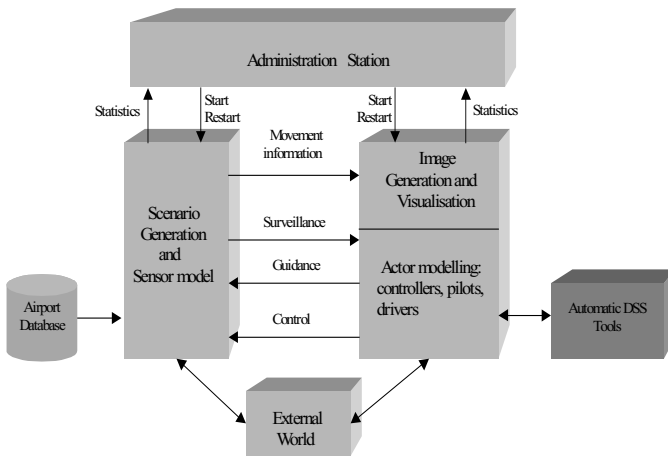 Administration Station
Statistics
Start
Restart
Start
Restart
Statistics
Movement
information
Image
Generation and
Visualisation
Scenario
Generation
and
Sensor model
Surveillance
Guidance
Control
Actor modelling:
controllers, pilots,
drivers
Airport
Database
Automatic DSS
Tools
External
World